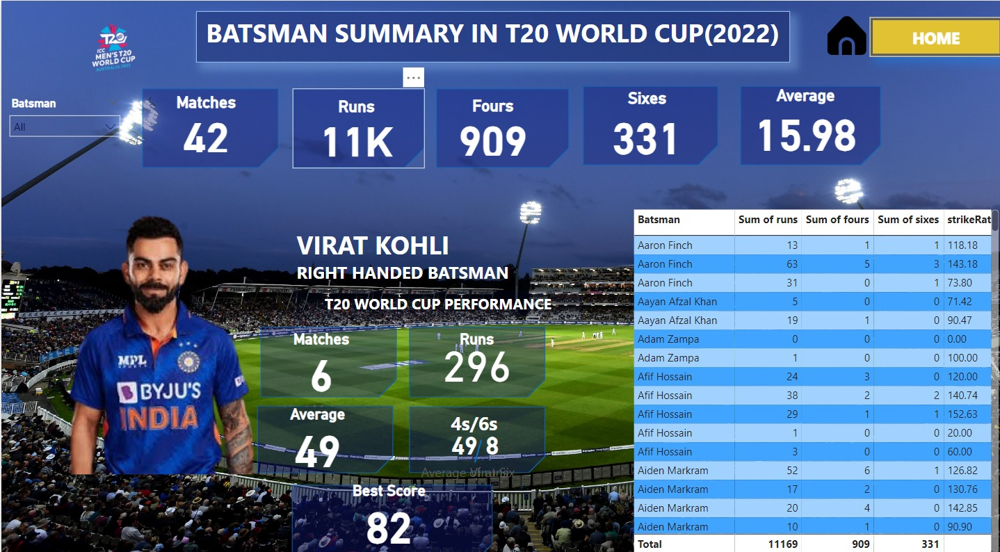 BATSMAN SUMMARY IN T20 WORLD CUP(2022)
HOME
T20
ICC
MEN'S T20
WORLD CUP
AUSTRALIA 2022
...
Batsman
All
Matches
42
Runs
11K
Fours
909
Sixes
331
Average
15.98
VIRAT KOHLI
RIGHT HANDED BATSMAN
T20 WORLD CUP PERFORMANCE
Matches
6
Runs
296
Average
49
4s/6s
49/8
Best Score
82
MPL
BYJU'S
INDIA
Batsman Sum of runs Sum of fours Sum of sixes strikeRat
Aaron Finch 13 1 1 118.18
Aaron Finch 63 5 3 143.18
Aaron Finch 31 0 1 73.80
Aayan Afzal Khan 5 0 0 71.42
Aayan Afzal Khan 19 1 0 90.47
Adam Zampa 0 0 0 0.00
Adam Zampa 1 0 0 100.00
Afif Hossain 24 3 0 120.00
Afif Hossain 38 2 2 140.74
Afif Hossain 29 1 1 152.63
Afif Hossain 1 0 0 20.00
Afif Hossain 3 0 0 60.00
Aiden Markram 52 6 1 126.82
Aiden Markram 17 2 0 130.76
Aiden Markram 20 4 0 142.85
Aiden Markram 10 1 0 90.90
Total 11169 909 331